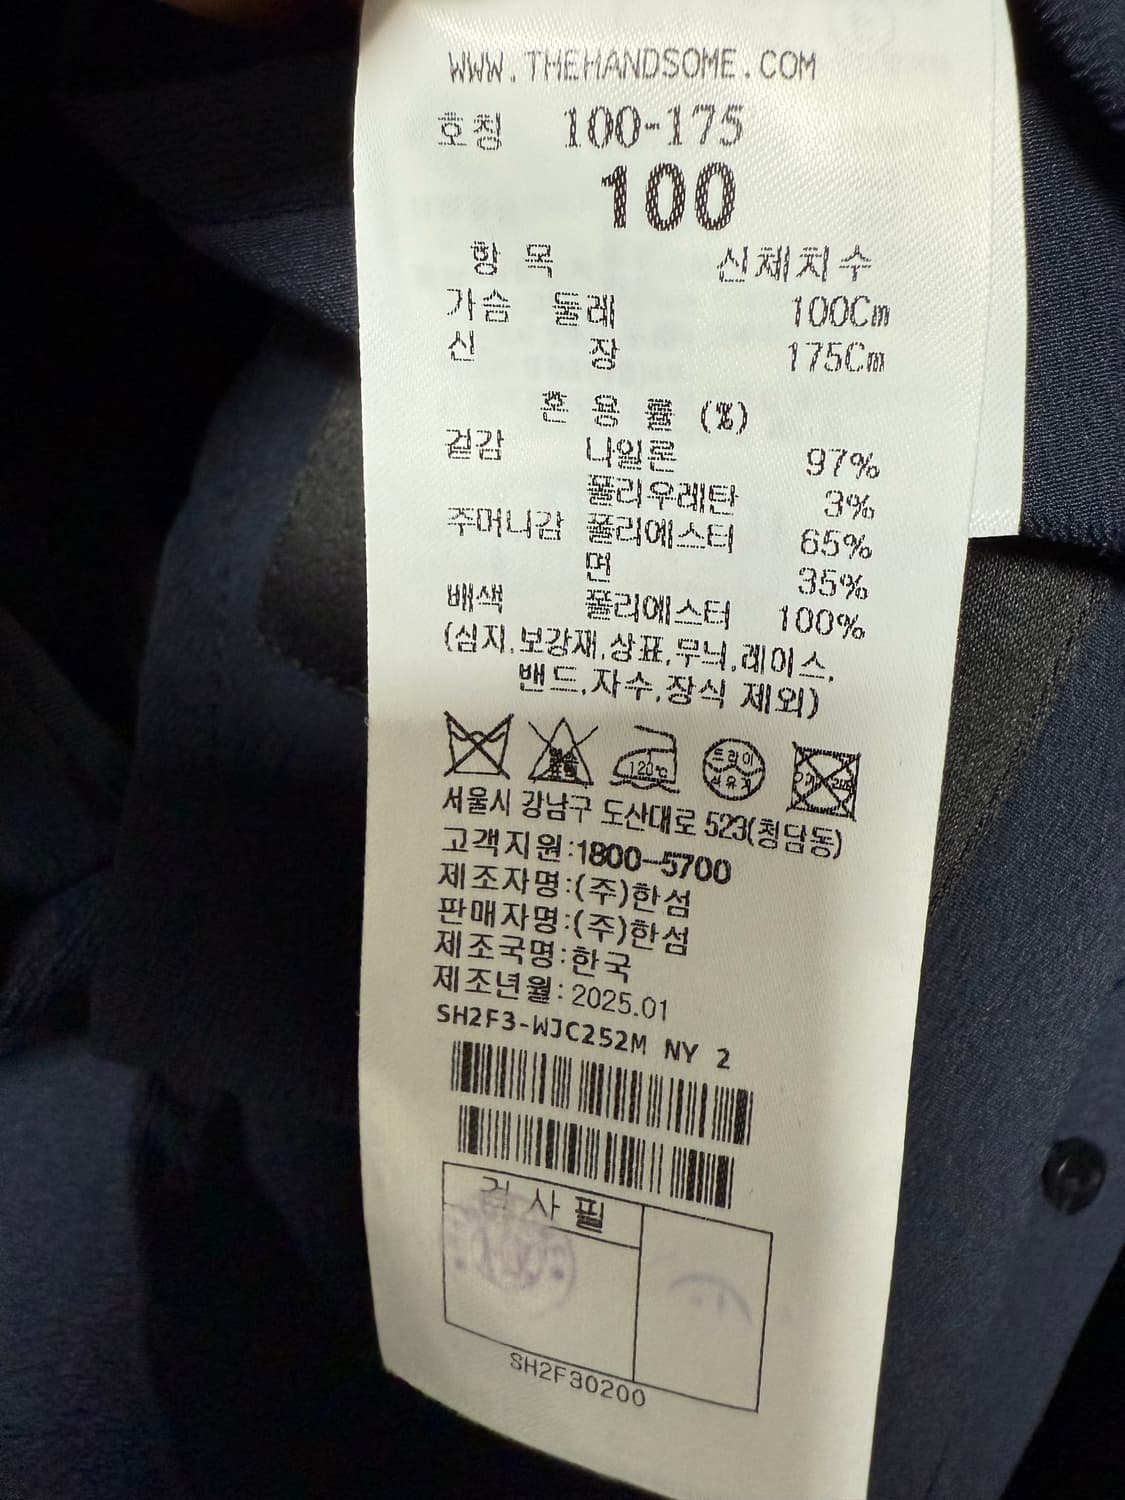 WWW.THEHANDSOME.COM
호칭 100-175
100
항 목 신체치수
가슴 둘레 100Cm
신 장 175Cm
혼 용 률 (%)
겉감 나일론 97%
폴리우레탄 3%
주머니감 폴리에스터 65%
면 35%
배색 폴리에스터 100%
(심지,보강재,상표,무늬,레이스,
밴드,자수,장식 제외)
120℃ 드라이
서울시 강남구 도산대로 523(청담동)
고객지원:1800-5700
제조자명:(주)한섬
판매자명:(주)한섬
제조국명:한국
제조년월: 2025.01
SH2F3-WJC252M NY 2
검사필
SH2F30200